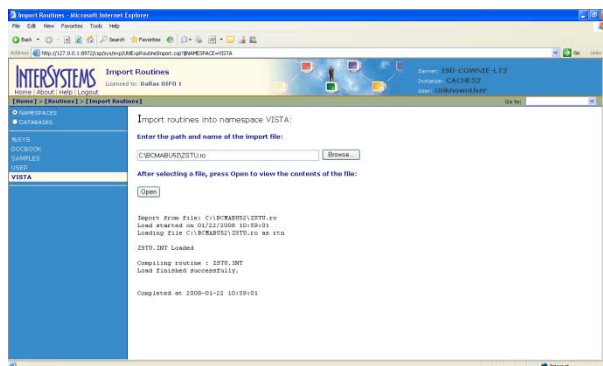 Import Routines - Microsoft Internet Explorer
File Edit View Favorites Tools Help
Back Search Favorites
Address Go Links
INTERSYSTEMS Import Routines
Licensed to: Dallas OIFO 1
Home | About | Help | Logout
Server: ISD-COWNIE-LT2
Instance: CACHE52
User: UnknownUser
[Home] > [Routines] > [Import Routines] Go to:
NAMESPACES
DATABASES
%SYS
DOCBOOK
SAMPLES
USER
VISTA
Import routines into namespace VISTA:
Enter the path and name of the import file:
C:\BCMABU52\ZSTU.ro Browse...
After selecting a file, press Open to view the contents of the file:
Open
Import from file: C:\BCMABU52\ZSTU.ro
Load started on 01/22/2008 10:59:01
Loading file C:\BCMABU52\ZSTU.ro as rtn
ZSTU.INT Loaded
Compiling routine : ZSTU.INT
Load finished successfully.
Completed at 2008-01-22 10:59:01
Internet